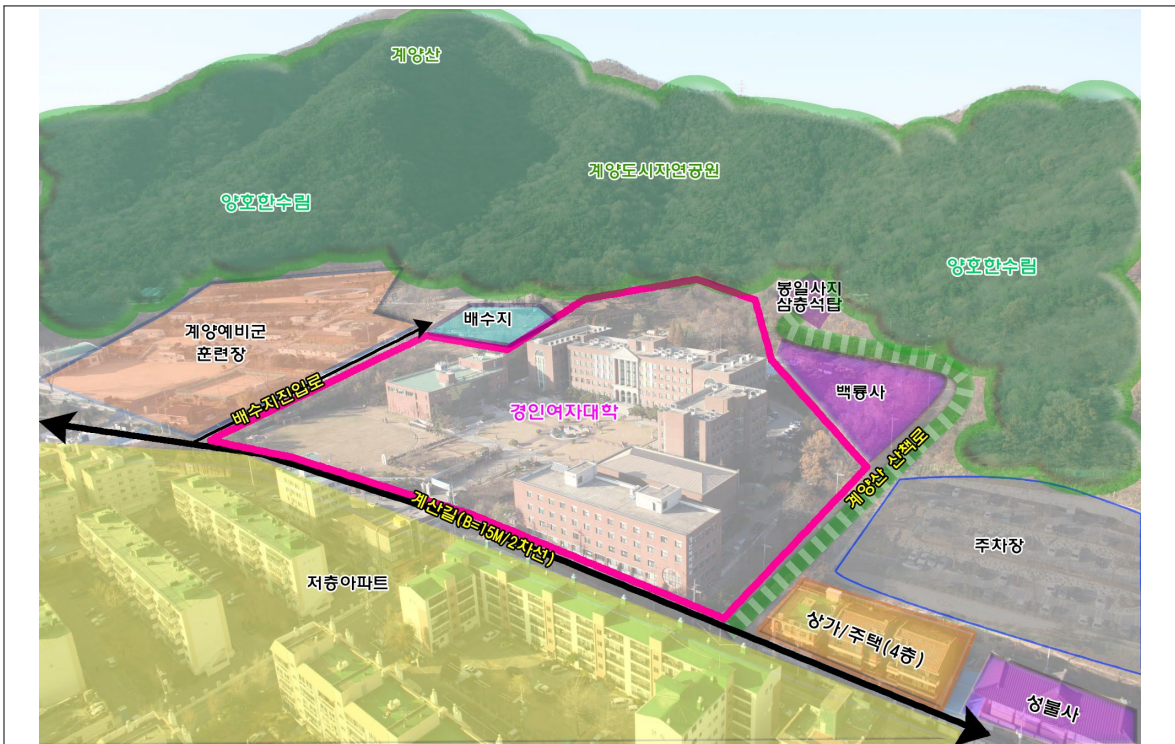 계양산
계양도시자연공원
양호한수림
양호한수림
봉일사지
삼층석탑
배수지
계양예비군
훈련장
백룡사
배수지진입로
경인여자대학
계양산 산책로
계산길(B=15M/2차선)
주차장
저층아파트
상가/주택(4층)
성불사